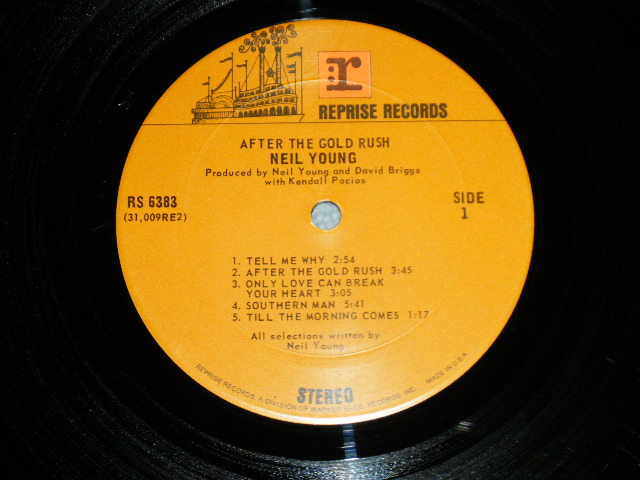 r
REPRISE RECORDS
AFTER THE GOLD RUSH
NEIL YOUNG
Produced by Neil Young and David Briggs
with Kendall Pacios
RS 6383
(31,009RE2)
SIDE
1
1. TELL ME WHY 2:54
2. AFTER THE GOLD RUSH 3:45
3. ONLY LOVE CAN BREAK
YOUR HEART 3:05
4. SOUTHERN MAN 5:41
5. TILL THE MORNING COMES 1:17
All selections written by
Neil Young
STEREO
REPRISE RECORDS, A DIVISION OF WARNER BROS. RECORDS, INC. MADE IN U.S.A.